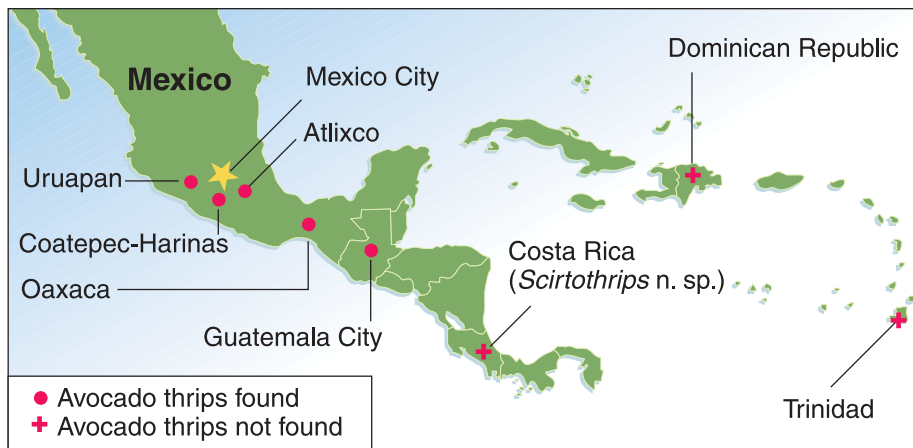 Dominican Republic
Mexico
Mexico City
Atlixco
Uruapan
Coatepec-Harinas
Oaxaca
Costa Rica
(Scirtothrips n. sp.)
Guatemala City
Trinidad
Avocado thrips found
Avocado thrips not found